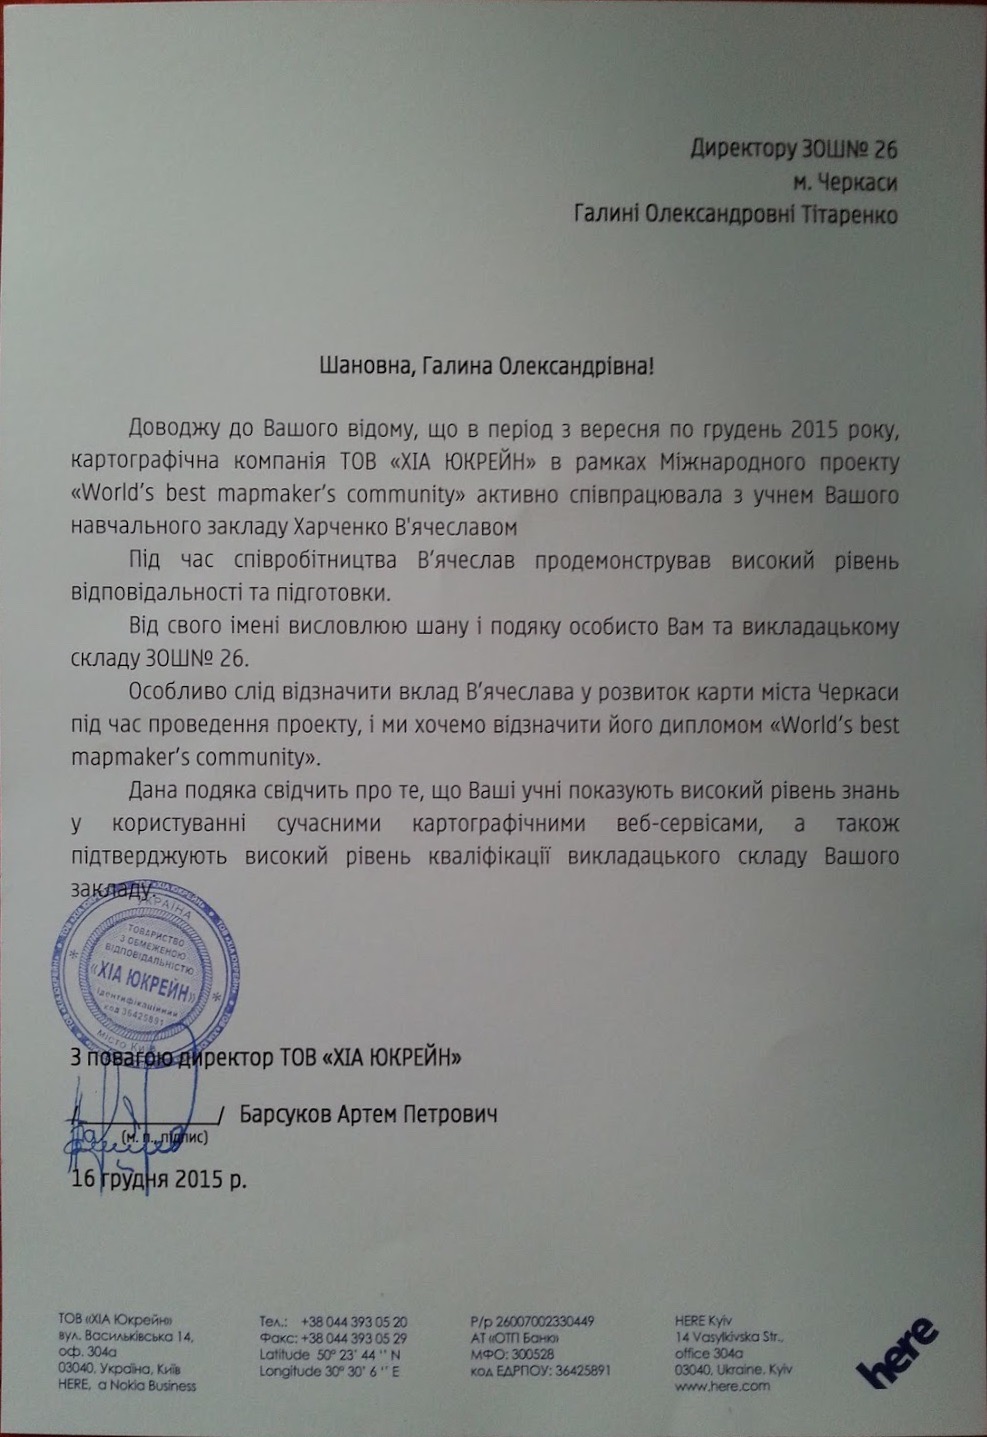 Директору ЗОШ№ 26
м. Черкаси
Галині Олександровні Тітаренко
Шановна, Галина Олександрівна!
Доводжу до Вашого відому, що в період з вересня по грудень 2015 року,
картографічна компанія ТОВ «ХІА ЮКРЕЙН» в рамках Міжнародного проекту
«World’s best mapmaker’s community» активно співпрацювала з учнем Вашого
навчального закладу Харченко В'ячеславом
Під час співробітництва В’ячеслав продемонстрував високий рівень
відповідальності та підготовки.
Від свого імені висловлюю шану і подяку особисто Вам та викладацькому
складу ЗОШ№ 26.
Особливо слід відзначити вклад В’ячеслава у розвиток карти міста Черкаси
під час проведення проекту, і ми хочемо відзначити його дипломом «World’s best
mapmaker’s community».
Дана подяка свідчить про те, що Ваші учні показують високий рівень знань
у користуванні сучасними картографічними веб-сервісами, а також
підтверджують високий рівень кваліфікації викладацького складу Вашого
закладу.
УКРАЇНА
ТОВАРИСТВО
З ОБМЕЖЕНОЮ
ВІДПОВІДАЛЬНІСТЮ
«ХІА ЮКРЕЙН»
Ідентифікаційний
код 36425891
місто Київ
З повагою директор ТОВ «ХІА ЮКРЕЙН»
/ / Барсуков Артем Петрович
(м. п., підпис)
16 грудня 2015 р.
ТОВ «ХІА Юкрейн»
вул. Васильківська 14,
оф. 304а
03040, Україна, Київ
HERE, a Nokia Business
Тел.: +38 044 393 05 20
Факс: +38 044 393 05 29
Latitude 50° 23' 44 '' N
Longitude 30° 30' 6 '' E
Р/р 26007002330449
АТ «ОТП Банк»
МФО: 300528
код ЕДРПОУ: 36425891
HERE Kyiv
14 Vasylkivska Str.,
office 304a
03040, Ukraine, Kyiv
www.here.com
here